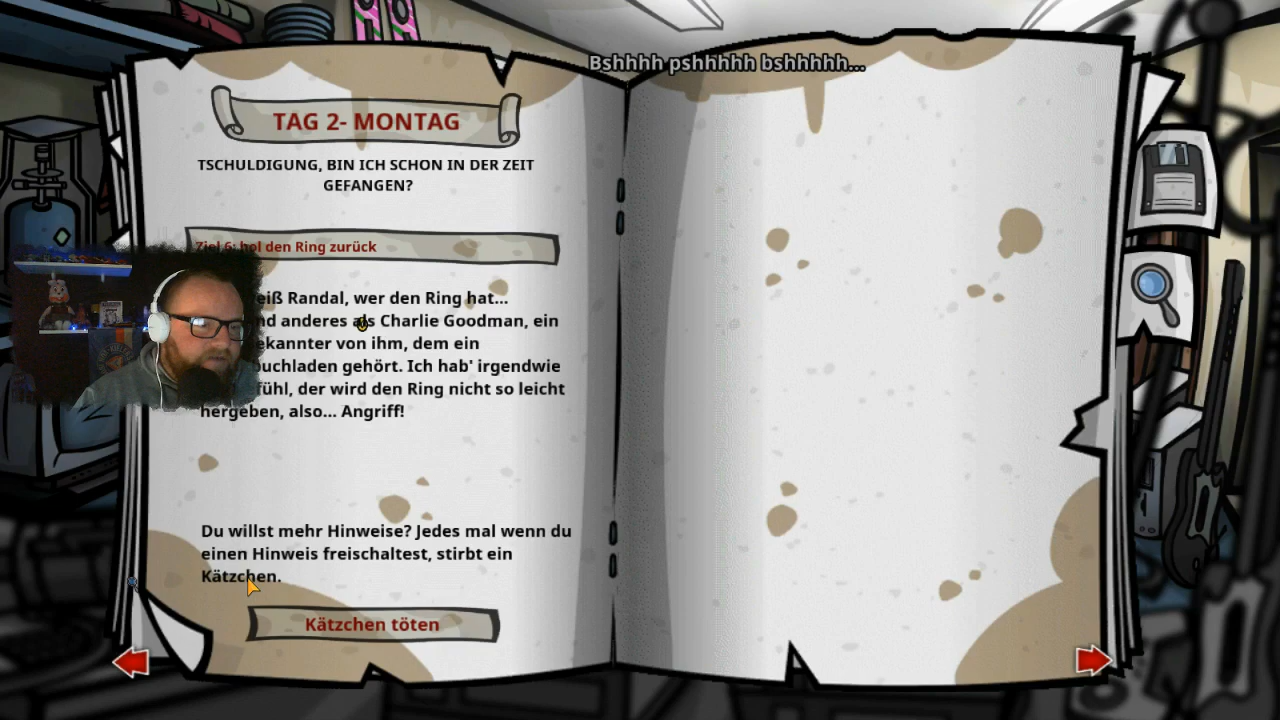 Bshhhh pshhhhh bshhhhh...
TAG 2- MONTAG
TSCHULDIGUNG, BIN ICH SCHON IN DER ZEIT
GEFANGEN?
Ziel 6: hol den Ring zurück
Randal, wer den Ring hat...
anderes als Charlie Goodman, ein
von ihm, dem ein
gehört. Ich hab' irgendwie
der wird den Ring nicht so leicht
hergeben, also... Angriff!
Du willst mehr Hinweise? Jedes mal wenn du
einen Hinweis freischaltest, stirbt ein
Kätzchen.
Kätzchen töten